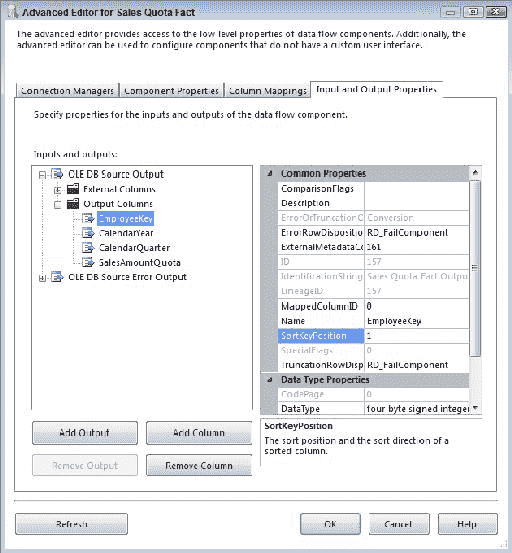 Advanced Editor for Sales Quota Fact
The advanced editor provides access to the low-level properties of data flow components. Additionally, the
advanced editor can be used to configure components that do not have a custom user interface.
Connection Managers Component Properties Column Mappings Input and Output Properties
Specify properties for the inputs and outputs of the data flow component.
Inputs and outputs:
OLE DB Source Output
External Columns
Output Columns
EmployeeKey
CalendarYear
CalendarQuarter
SalesAmountQuota
OLE DB Source Error Output
Common Properties
ComparisonFlags
Description
ErrorOrTruncationO Conversion
ErrorRowDisposition RD_FailComponent
ExternalMetadataCo 161
ID 157
IdentificationString Sales Quota Fact.Outpu
LineageID 157
MappedColumnID 0
Name EmployeeKey
SortKeyPosition 1
SpecialFlags 0
TruncationRowDisp RD_FailComponent
Data Type Properties
CodePage 0
DataType four-byte signed integer
Add Output Add Column
Remove Output Remove Column
SortKeyPosition
The sort position and the sort direction of a
sorted column.
Refresh OK Cancel Help